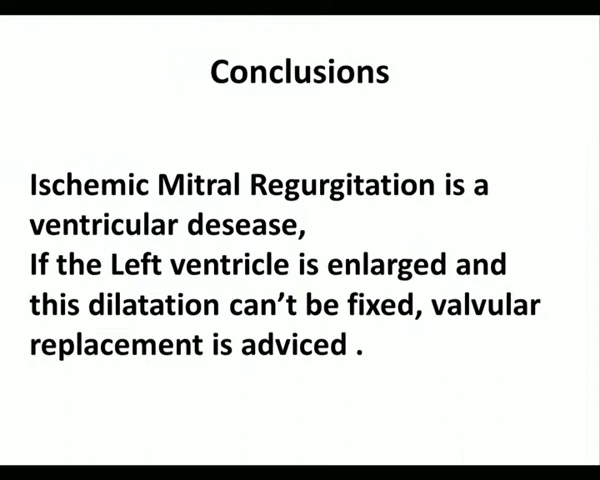 Conclusions
Ischemic Mitral Regurgitation is a
ventricular desease,
If the Left ventricle is enlarged and
this dilatation can't be fixed, valvular
replacement is adviced .